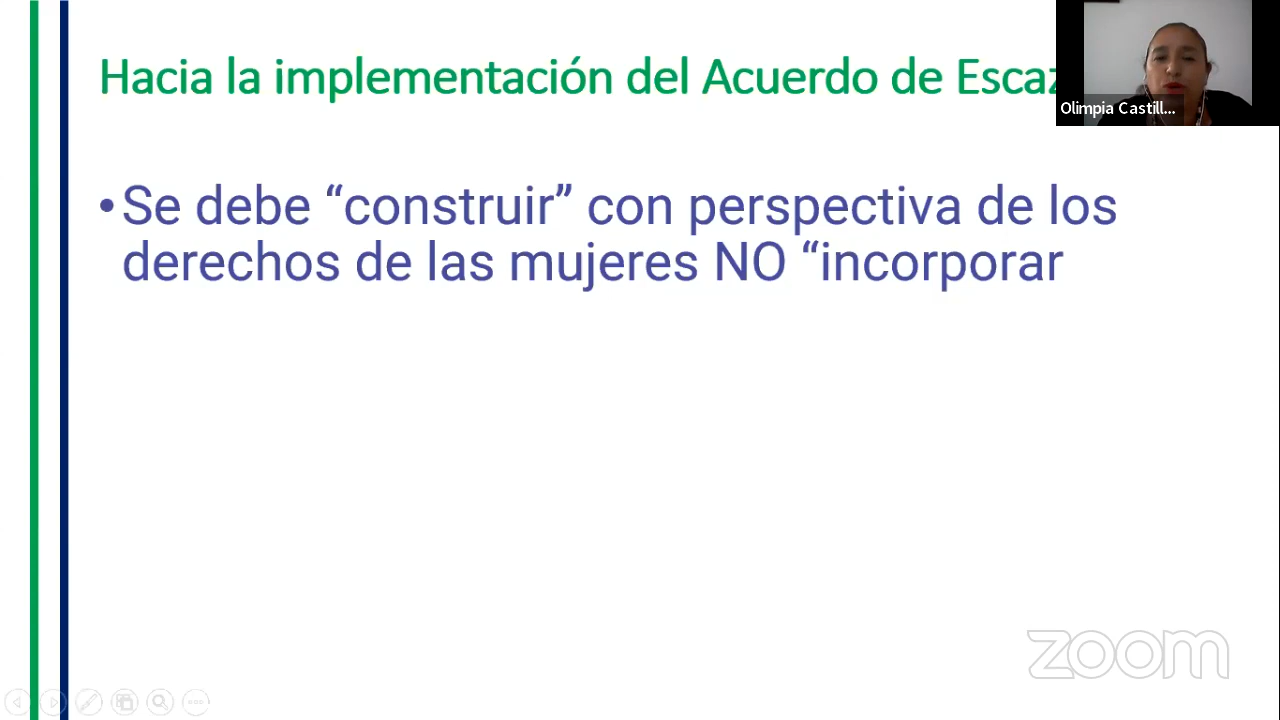 Hacia la implementación del Acuerdo de Escaz
Olimpia Castill...
•Se debe “construir” con perspectiva de los
derechos de las mujeres NO “incorporar
zoom